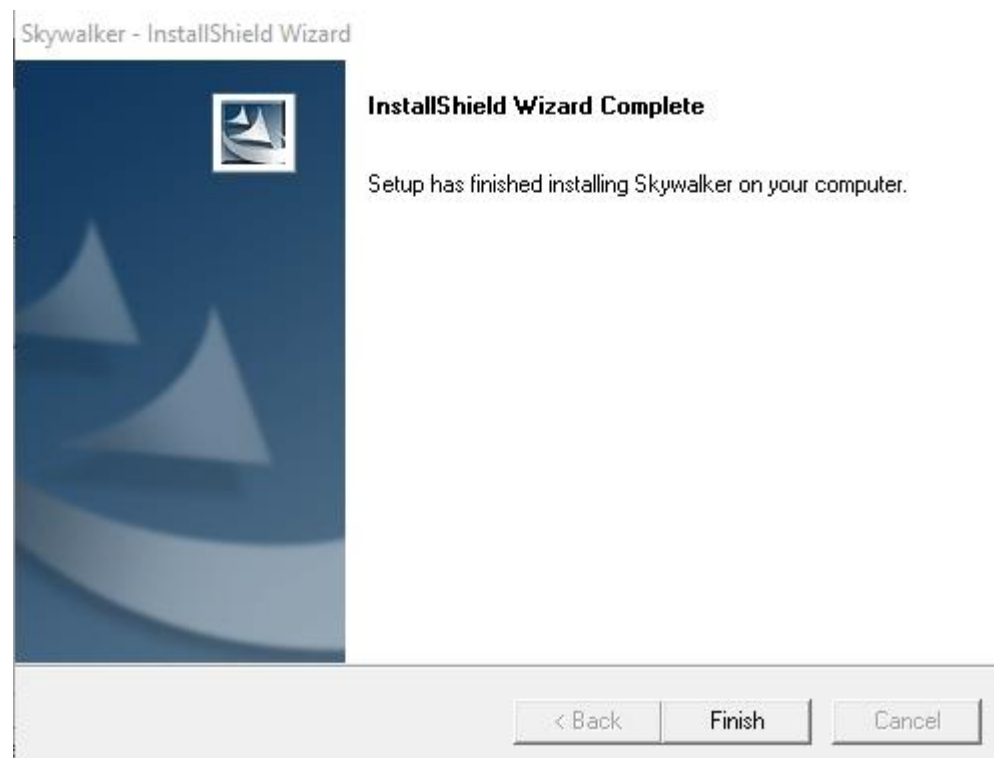 Skywalker - InstallShield Wizard
InstallShield Wizard Complete
Setup has finished installing Skywalker on your computer.
< Back Finish Cancel